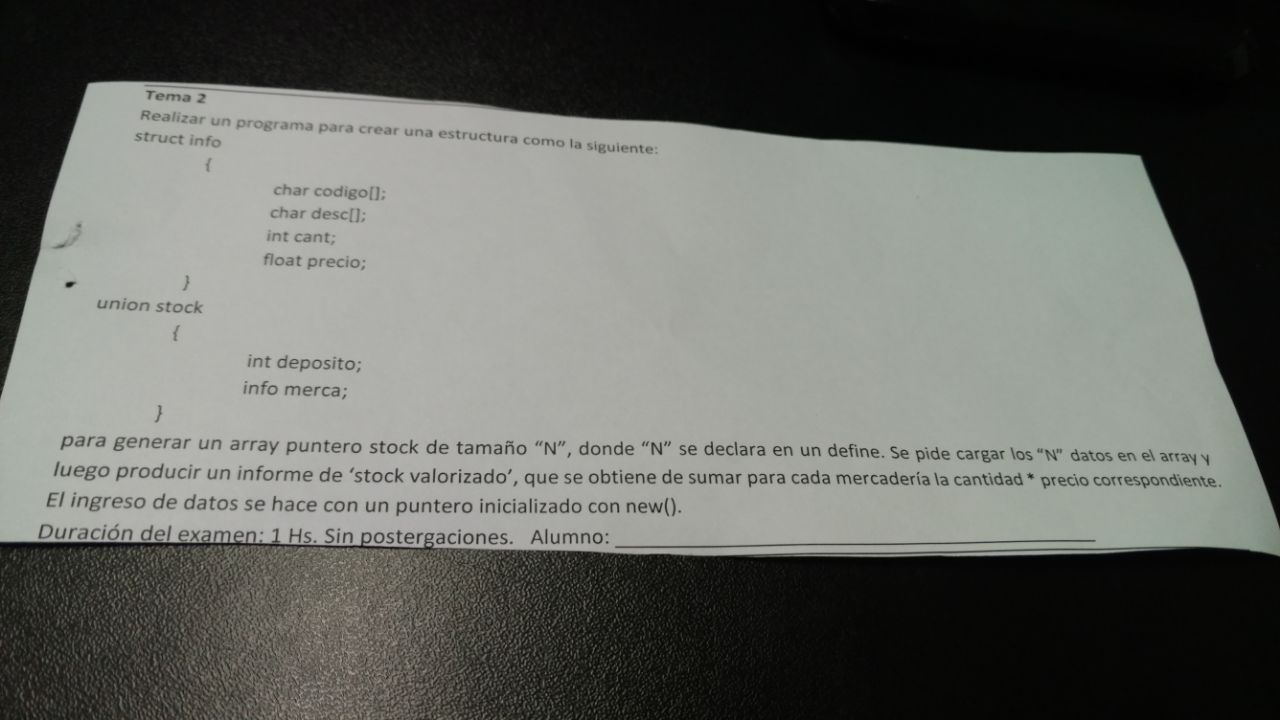 Tema 2
Realizar un programa para crear una estructura como la siguiente:
struct info
{
char codigo[];
char desc[];
int cant;
float precio;
}
union stock
{
int deposito;
info merca;
}
para generar un array puntero stock de tamaño “N”, donde “N” se declara en un define. Se pide cargar los “N” datos en el array y
luego producir un informe de ‘stock valorizado’, que se obtiene de sumar para cada mercadería la cantidad * precio correspondiente.
El ingreso de datos se hace con un puntero inicializado con new().
Duración del examen: 1 Hs. Sin postergaciones. Alumno: